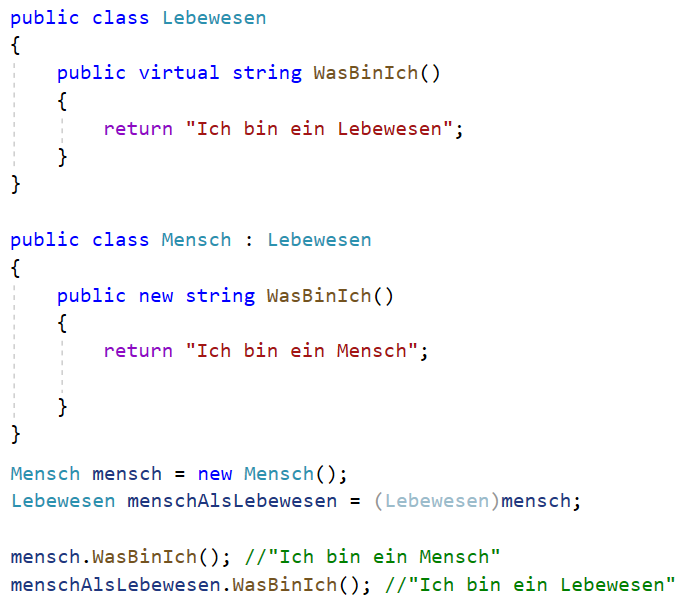 public class Lebewesen
{
    public virtual string WasBinIch()
    {
        return "Ich bin ein Lebewesen";
    }
}

public class Mensch : Lebewesen
{
    public new string WasBinIch()
    {
        return "Ich bin ein Mensch";

    }
}
Mensch mensch = new Mensch();
Lebewesen menschAlsLebewesen = (Lebewesen)mensch;

mensch.WasBinIch(); //"Ich bin ein Mensch"
menschAlsLebewesen.WasBinIch(); //"Ich bin ein Lebewesen"